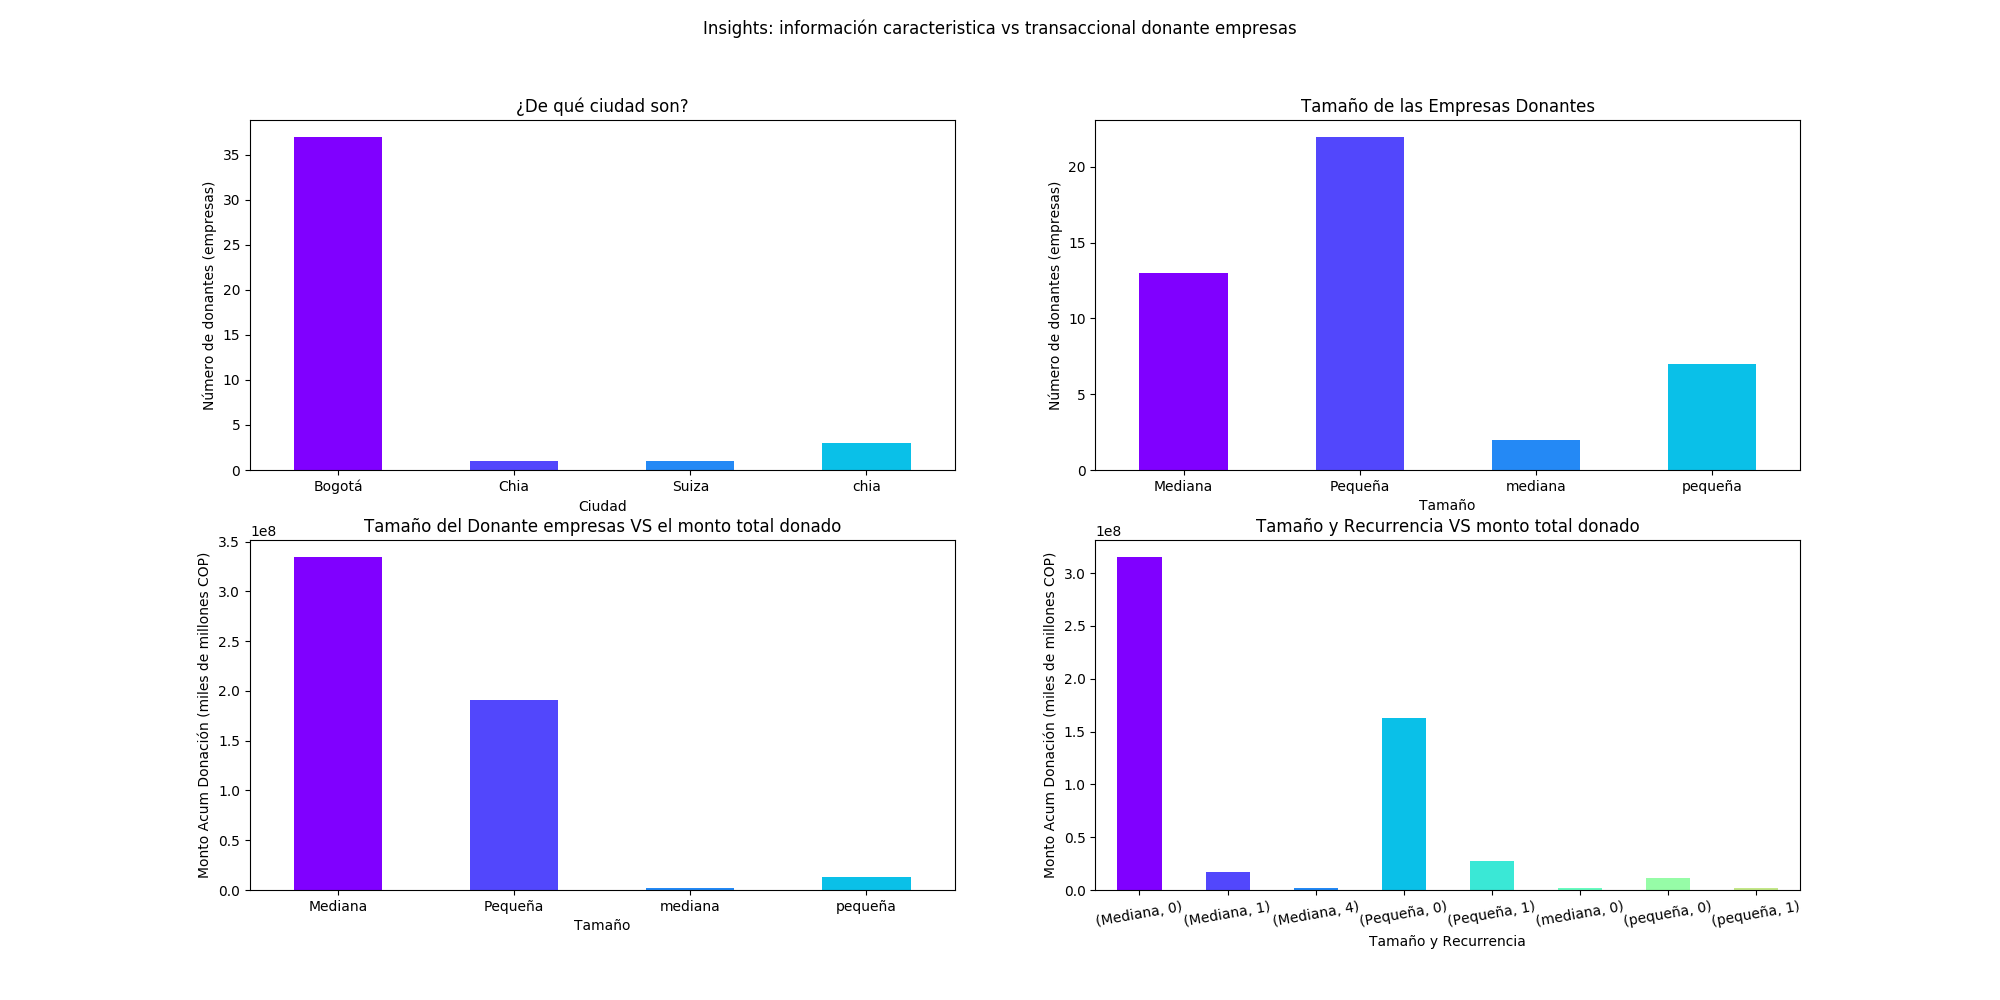 Insights: información caracteristica vs transaccional donante empresas
¿De qué ciudad son?
Número de donantes (empresas)
35
30
25
20
15
10
5
0
Bogotá Chia Suiza chia
Ciudad
Tamaño de las Empresas Donantes
Número de donantes (empresas)
20
15
10
5
0
Mediana Pequeña mediana pequeña
Tamaño
Tamaño del Donante empresas VS el monto total donado
1e8
Monto Acum Donación (miles de millones COP)
3.5
3.0
2.5
2.0
1.5
1.0
0.5
0.0
Mediana Pequeña mediana pequeña
Tamaño
Tamaño y Recurrencia VS monto total donado
1e8
Monto Acum Donación (miles de millones COP)
3.0
2.5
2.0
1.5
1.0
0.5
0.0
(Mediana, 0) (Mediana, 1) (Mediana, 4) (Pequeña, 0) (Pequeña, 1) (mediana, 0) (pequeña, 0) (pequeña, 1)
Tamaño y Recurrencia